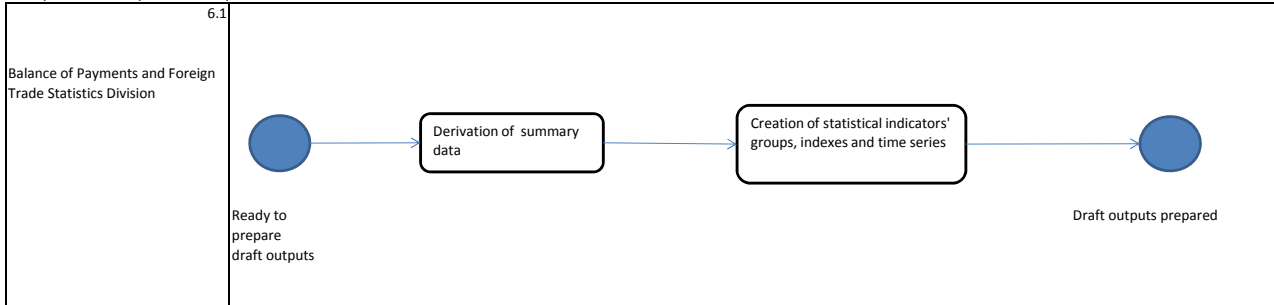 6.1
Balance of Payments and Foreign
Trade Statistics Division
Derivation of summary
data
Creation of statistical indicators'
groups, indexes and time series
Ready to
prepare
draft outputs
Draft outputs prepared